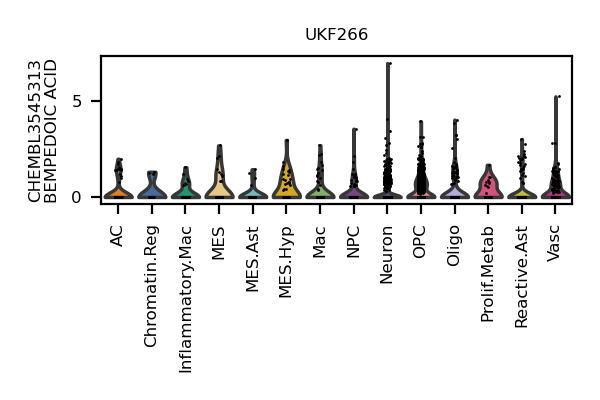 UKF266
CHEMBL3545313
BEMPEDOIC ACID
5
0
AC
Chromatin.Reg
Inflammatory.Mac
MES
MES.Ast
MES.Hyp
Mac
NPC
Neuron
OPC
Oligo
Prolif.Metab
Reactive.Ast
Vasc